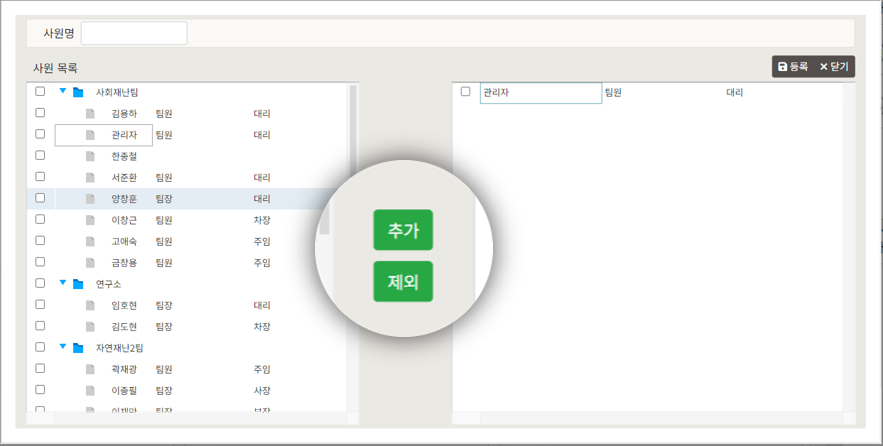 사원명
사원 목록
등록 닫기
사회재난팀
관리자 팀원 대리
김용하 팀원 대리
관리자 팀원 대리
한종철
서준환 팀원 대리
양창훈 팀장 대리
이창근 팀원 차장
추가
고애숙 팀원 주임
금창용 팀원 주임
제외
연구소
임호현 팀장 대리
김도현 팀장 차장
자연재난2팀
곽재광 팀원 주임
이종필 팀장 사장